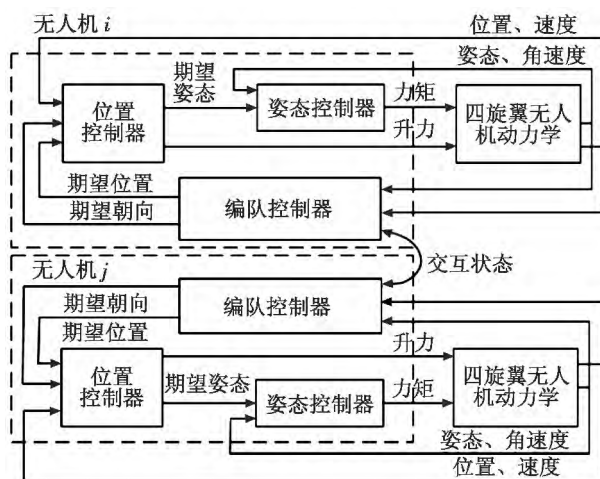 无人机 i
位置、速度
姿态、角速度
期望
姿态
力矩
位置
控制器
姿态控制器
四旋翼无人
机动力学
升力
期望位置
期望朝向
编队控制器
交互状态
无人机 j
编队控制器
期望朝向
期望位置
升力
位置
控制器
期望姿态
力矩
姿态控制器
四旋翼无人
机动力学
姿态、角速度
位置、速度